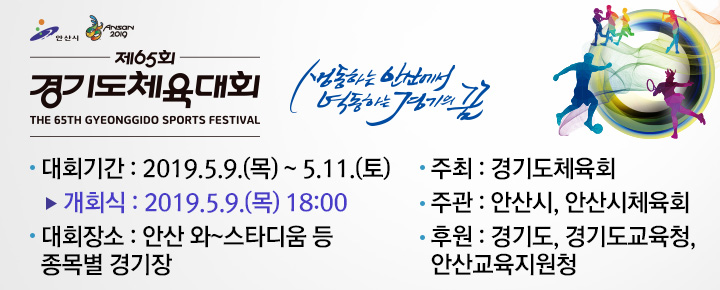 안산시
ANSAN
2019
제65회
경기도체육대회
THE 65TH GYEONGGIDO SPORTS FESTIVAL
생동하는 안산에서
역동하는 경기의 꿈
• 대회기간 : 2019.5.9.(목) ~ 5.11.(토)
▶ 개회식 : 2019.5.9.(목) 18:00
• 대회장소 : 안산 와~스타디움 등
종목별 경기장
• 주최 : 경기도체육회
• 주관 : 안산시, 안산시체육회
• 후원 : 경기도, 경기도교육청,
안산교육지원청